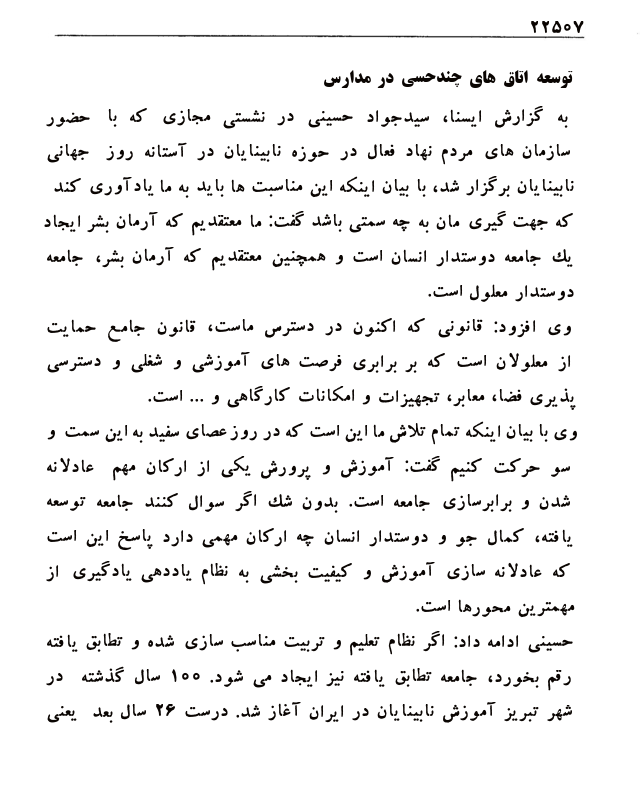 ۲۲۵۰۷
توسعه اتاق های چندحسی در مدارس
به گزارش ایسنا، سیدجواد حسینی در نشستی مجازی که با حضور
سازمان های مردم نهاد فعال در حوزه نابینایان در آستانه روز جهانی
نابینایان برگزار شد، با بیان اینکه این مناسبت ها باید به ما یادآوری کند
که جهت گیری مان به چه سمتی باشد گفت: ما معتقدیم که آرمان بشر ایجاد
یك جامعه دوستدار انسان است و همچنین معتقدیم که آرمان بشر، جامعه
دوستدار معلول است.
وی افزود: قانونی که اکنون در دسترس ماست، قانون جامع حمایت
از معلولان است که بر برابری فرصت های آموزشی و شغلی و دسترسی
پذیری فضا، معابر، تجهیزات و امکانات کارگاهی و ... است.
وی با بیان اینکه تمام تلاش ما این است که در روز عصای سفید به این سمت و
سو حرکت کنیم گفت: آموزش و پرورش یکی از ارکان مهم عادلانه
شدن و برابرسازی جامعه است. بدون شك اگر سوال کنند جامعه توسعه
یافته، کمال جو و دوستدار انسان چه ارکان مهمی دارد پاسخ این است
که عادلانه سازی آموزش و کیفیت بخشی به نظام یاددهی یادگیری از
مهمترین محورها است.
حسینی ادامه داد: اگر نظام تعلیم و تربیت مناسب سازی شده و تطابق یافته
رقم بخورد، جامعه تطابق یافته نیز ایجاد می شود. ۱۰۰ سال گذشته در
شهر تبریز آموزش نابینایان در ایران آغاز شد. درست ۲۶ سال بعد یعنی